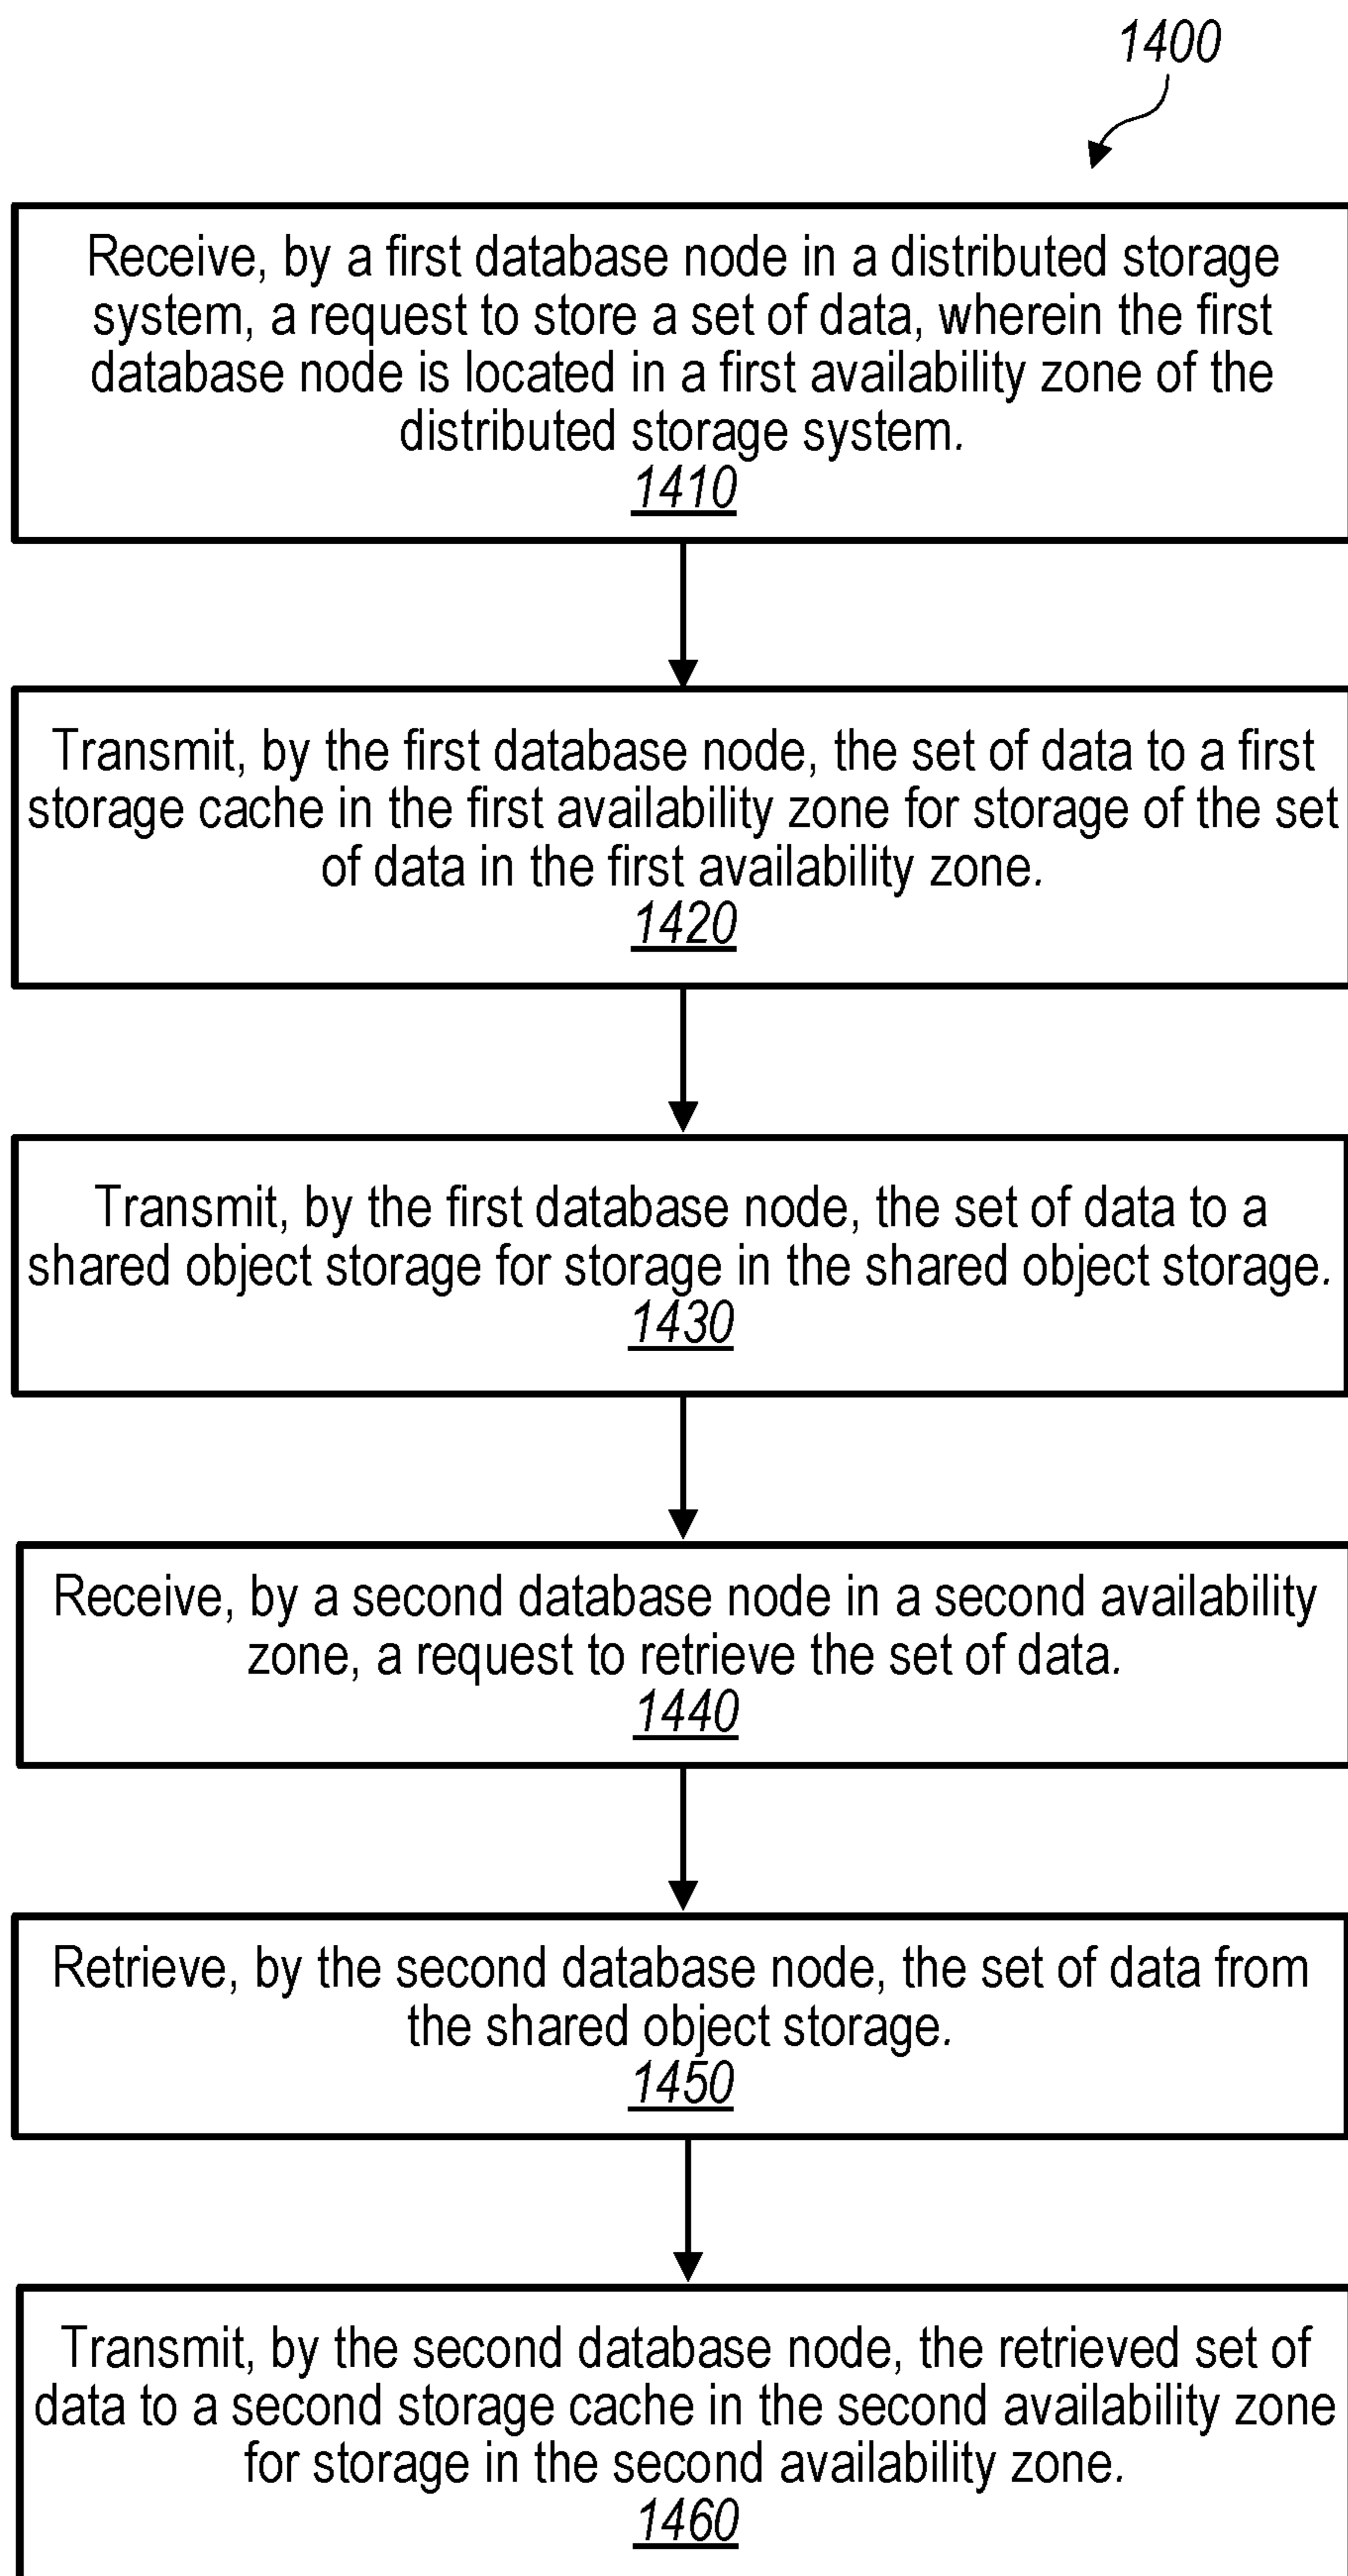 1400
Receive, by a first database node in a distributed storage
system, a request to store a set of data, wherein the first
database node is located in a first availability zone of the
distributed storage system.
1410
Transmit, by the first database node, the set of data to a first
storage cache in the first availability zone for storage of the set
of data in the first availability zone.
1420
Transmit, by the first database node, the set of data to a
shared object storage for storage in the shared object storage.
1430
Receive, by a second database node in a second availability
zone, a request to retrieve the set of data.
1440
Retrieve, by the second database node, the set of data from
the shared object storage.
1450
Transmit, by the second database node, the retrieved set of
data to a second storage cache in the second availability zone
for storage in the second availability zone.
1460